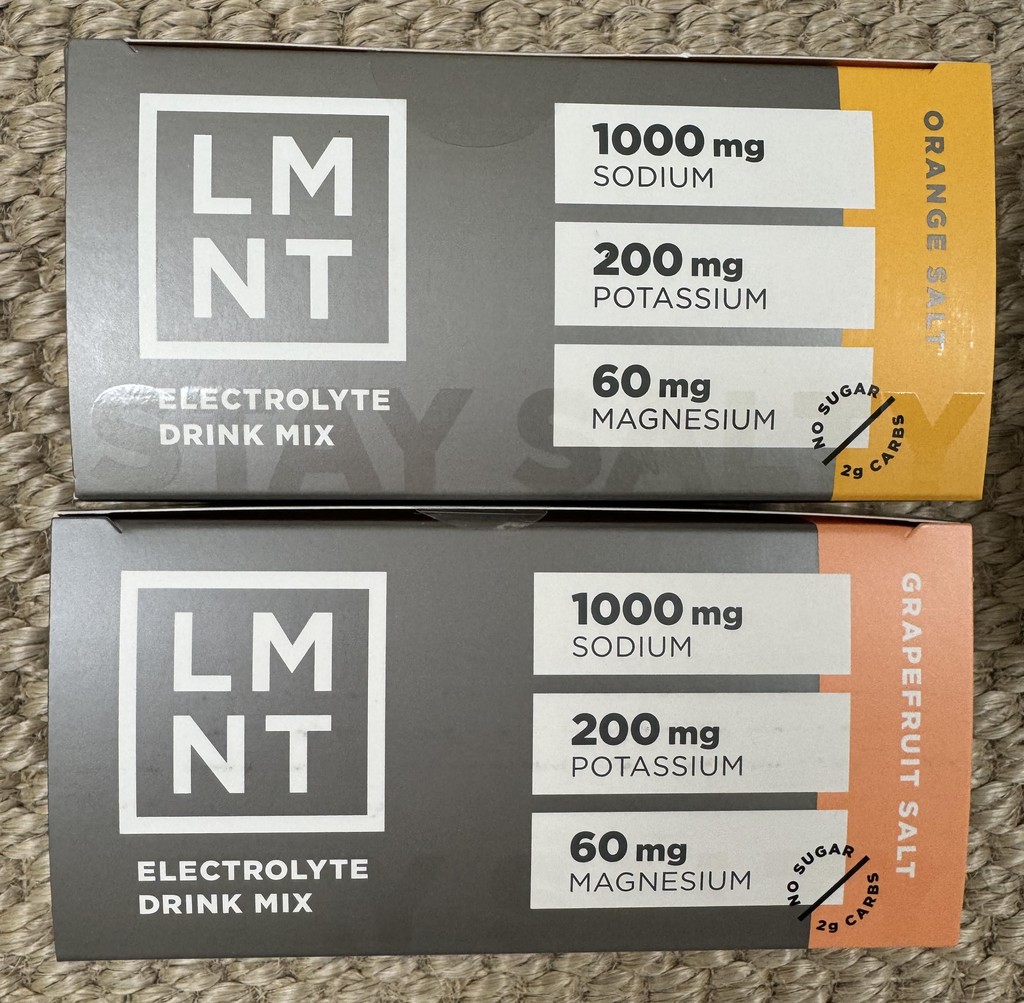 LM
NT
ELECTROLYTE
DRINK MIX
STAY SALTY
1000 mg
SODIUM
200 mg
POTASSIUM
60 mg
MAGNESIUM
NO SUGAR
2g CARBS
ORANGE SALT
LM
NT
ELECTROLYTE
DRINK MIX
1000 mg
SODIUM
200 mg
POTASSIUM
60 mg
MAGNESIUM
NO SUGAR
2g CARBS
GRAPEFRUIT SALT